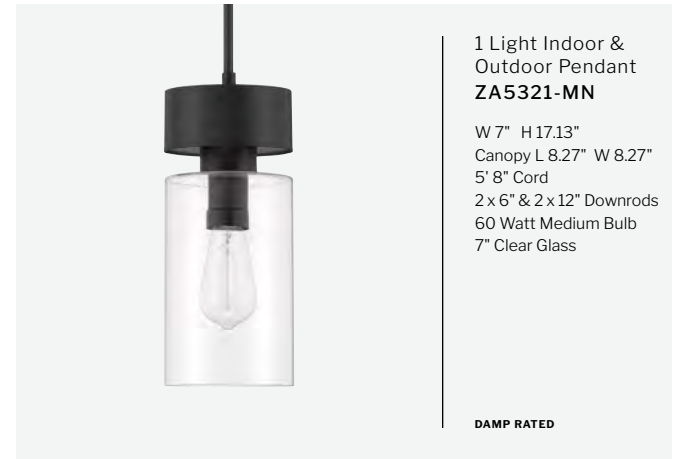 1 Light Indoor &
Outdoor Pendant
ZA5321-MN
W 7" H 17.13"
Canopy L 8.27" W 8.27"
5' 8" Cord
2 x 6" & 2 x 12" Downrods
60 Watt Medium Bulb
7" Clear Glass
DAMP RATED